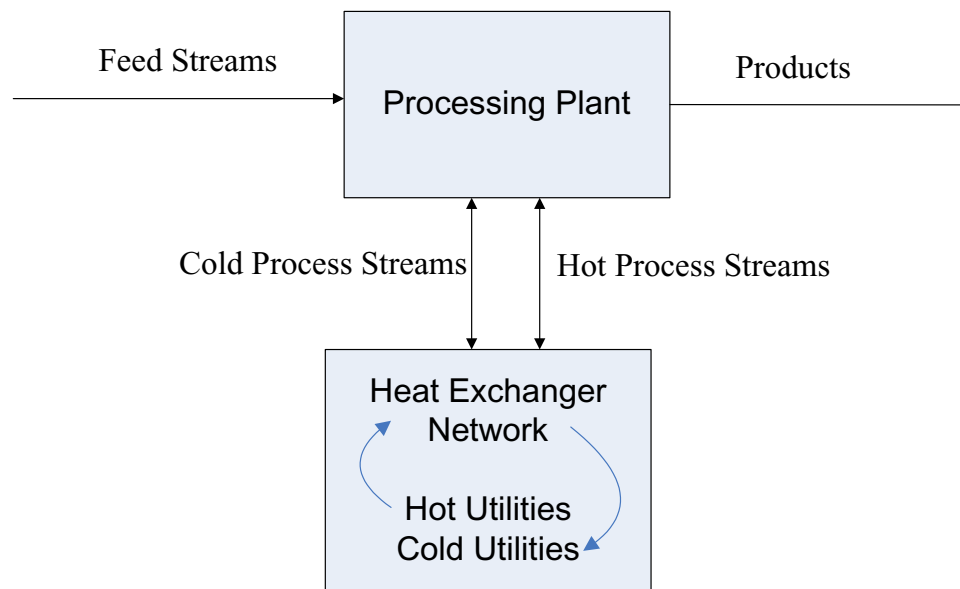 Feed Streams
Products
Processing Plant
Cold Process Streams
Hot Process Streams
Heat Exchanger
Network
Hot Utilities
Cold Utilities